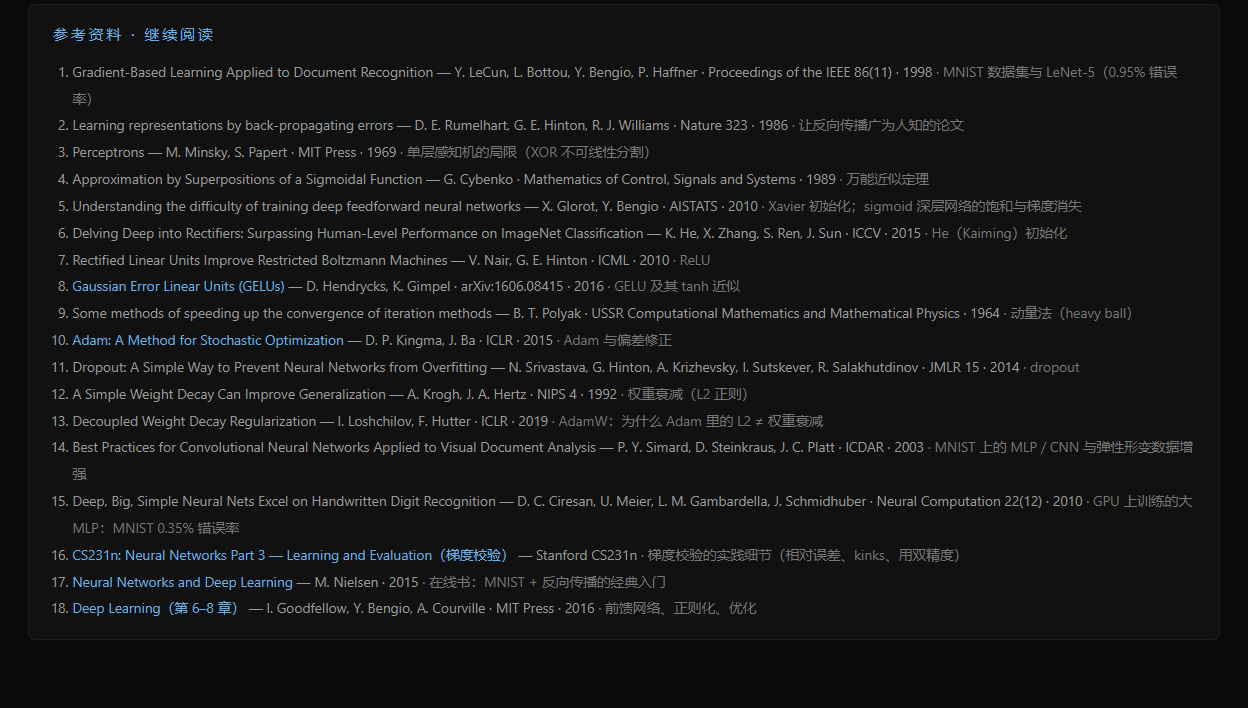 参考资料 · 继续阅读
1. Gradient-Based Learning Applied to Document Recognition — Y. LeCun, L. Bottou, Y. Bengio, P. Haffner · Proceedings of the IEEE 86(11) · 1998 · MNIST 数据集与 LeNet-5（0.95% 错误
率）
2. Learning representations by back-propagating errors — D. E. Rumelhart, G. E. Hinton, R. J. Williams · Nature 323 · 1986 · 让反向传播广为人知的论文
3. Perceptrons — M. Minsky, S. Papert · MIT Press · 1969 · 单层感知机的局限（XOR 不可线性分割）
4. Approximation by Superpositions of a Sigmoidal Function — G. Cybenko · Mathematics of Control, Signals and Systems · 1989 · 万能近似定理
5. Understanding the difficulty of training deep feedforward neural networks — X. Glorot, Y. Bengio · AISTATS · 2010 · Xavier 初始化；sigmoid 深层网络的饱和与梯度消失
6. Delving Deep into Rectifiers: Surpassing Human-Level Performance on ImageNet Classification — K. He, X. Zhang, S. Ren, J. Sun · ICCV · 2015 · He（Kaiming）初始化
7. Rectified Linear Units Improve Restricted Boltzmann Machines — V. Nair, G. E. Hinton · ICML · 2010 · ReLU
8. Gaussian Error Linear Units (GELUs) — D. Hendrycks, K. Gimpel · arXiv:1606.08415 · 2016 · GELU 及其 tanh 近似
9. Some methods of speeding up the convergence of iteration methods — B. T. Polyak · USSR Computational Mathematics and Mathematical Physics · 1964 · 动量法（heavy ball）
10. Adam: A Method for Stochastic Optimization — D. P. Kingma, J. Ba · ICLR · 2015 · Adam 与偏差修正
11. Dropout: A Simple Way to Prevent Neural Networks from Overfitting — N. Srivastava, G. Hinton, A. Krizhevsky, I. Sutskever, R. Salakhutdinov · JMLR 15 · 2014 · dropout
12. A Simple Weight Decay Can Improve Generalization — A. Krogh, J. A. Hertz · NIPS 4 · 1992 · 权重衰减（L2 正则）
13. Decoupled Weight Decay Regularization — I. Loshchilov, F. Hutter · ICLR · 2019 · AdamW：为什么 Adam 里的 L2 ≠ 权重衰减
14. Best Practices for Convolutional Neural Networks Applied to Visual Document Analysis — P. Y. Simard, D. Steinkraus, J. C. Platt · ICDAR · 2003 · MNIST 上的 MLP / CNN 与弹性形变数据增
强
15. Deep, Big, Simple Neural Nets Excel on Handwritten Digit Recognition — D. C. Ciresan, U. Meier, L. M. Gambardella, J. Schmidhuber · Neural Computation 22(12) · 2010 · GPU 上训练的大
MLP：MNIST 0.35% 错误率
16. CS231n: Neural Networks Part 3 — Learning and Evaluation（梯度校验） — Stanford CS231n · 梯度校验的实践细节（相对误差、kinks、用双精度）
17. Neural Networks and Deep Learning — M. Nielsen · 2015 · 在线书：MNIST + 反向传播的经典入门
18. Deep Learning（第 6–8 章） — I. Goodfellow, Y. Bengio, A. Courville · MIT Press · 2016 · 前馈网络、正则化、优化